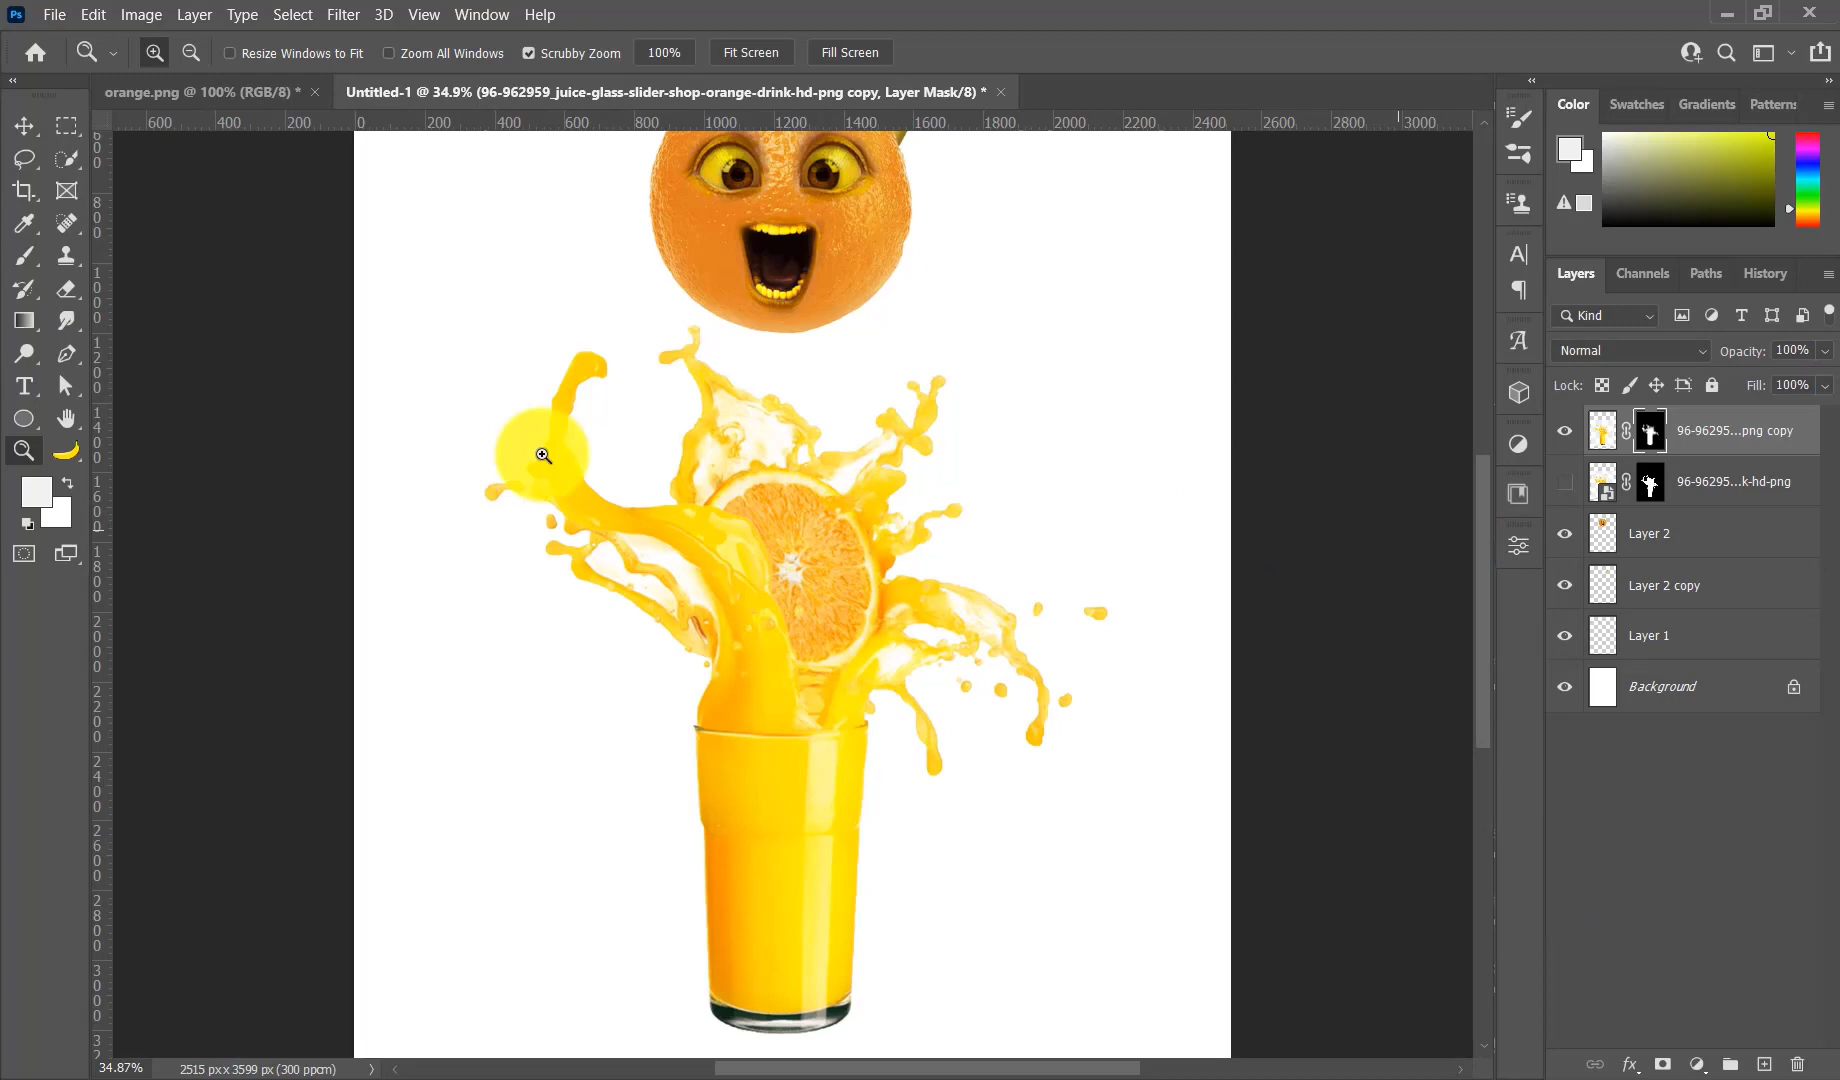 Ps File Edit Image Layer Type Select Filter 3D View Window Help
Resize Windows to Fit Zoom All Windows Scrubby Zoom 100% Fit Screen Fill Screen
orange.png @ 100% (RGB/8) * × Untitled-1 @ 34.9% (96-962959_juice-glass-slider-shop-orange-drink-hd-png copy, Layer Mask/8) * ×
600 400 200 0 200 400 600 800 1000 1200 1400 1600 1800 2000 2200 2400 2600 2800 3000
Color Swatches Gradients Patterns
Layers Channels Paths History
Kind
Normal Opacity: 100%
Lock: Fill: 100%
96-96295...png copy
96-96295...k-hd-png
Layer 2
Layer 2 copy
Layer 1
Background
34.87% 2515 px x 3599 px (300 ppcm)